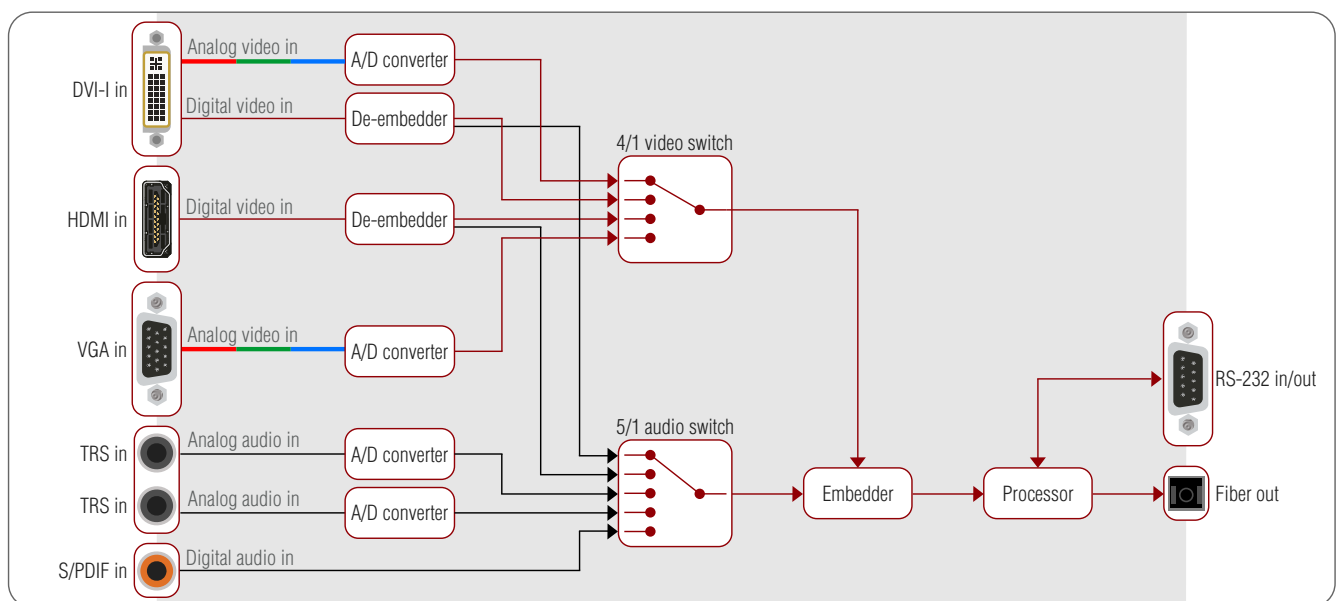 DVI-I in
Analog video in
A/D converter
Digital video in
De-embedder
HDMI in
Digital video in
De-embedder
4/1 video switch
VGA in
Analog video in
A/D converter
RS-232 in/out
TRS in
Analog audio in
A/D converter
5/1 audio switch
TRS in
Analog audio in
A/D converter
Embedder
Processor
Fiber out
S/PDIF in
Digital audio in